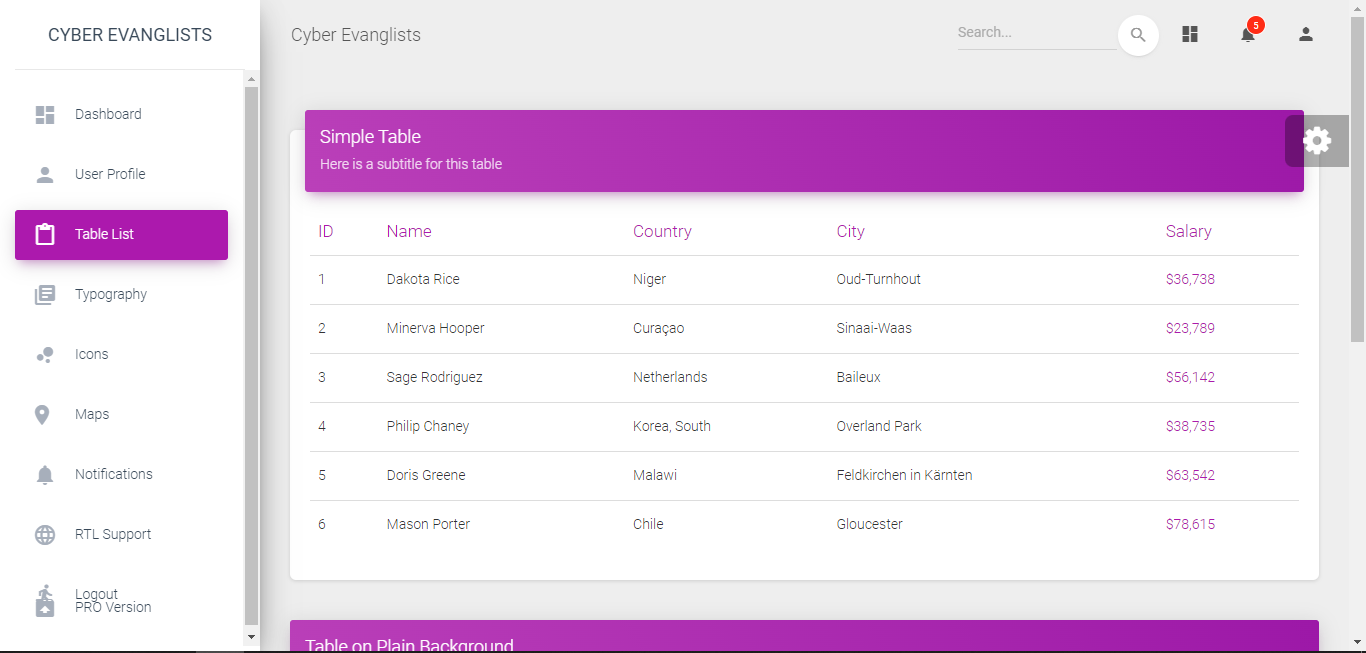 CYBER EVANGLISTS
Dashboard
User Profile
Table List
Typography
Icons
Maps
Notifications
RTL Support
Logout
PRO Version
Cyber Evanglists
Search...
5
Simple Table
Here is a subtitle for this table
ID Name Country City Salary
1 Dakota Rice Niger Oud-Turnhout $36,738
2 Minerva Hooper Curaçao Sinaai-Waas $23,789
3 Sage Rodriguez Netherlands Baileux $56,142
4 Philip Chaney Korea, South Overland Park $38,735
5 Doris Greene Malawi Feldkirchen in Kärnten $63,542
6 Mason Porter Chile Gloucester $78,615
Table on Plain Background